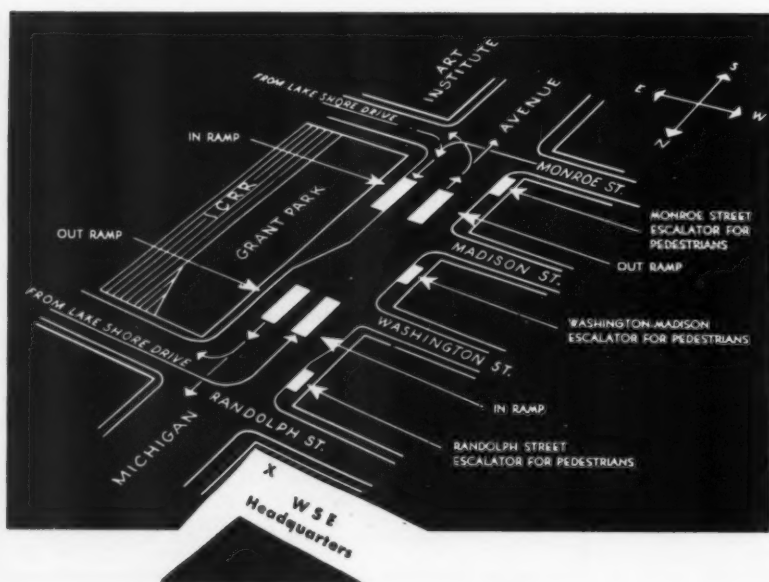 ART
INSTITUTE
AVENUE
FROM LAKE SHORE DRIVE
S
E
W
N
IN RAMP
MONROE ST.
I.C.R.R.
GRANT PARK
MONROE STREET
ESCALATOR FOR
PEDESTRIANS
OUT RAMP
OUT RAMP
MADISON ST.
FROM LAKE SHORE DRIVE
WASHINGTON-MADISON
ESCALATOR FOR PEDESTRIANS
WASHINGTON ST.
IN RAMP
RANDOLPH ST.
MICHIGAN
RANDOLPH STREET
ESCALATOR FOR PEDESTRIANS
X
WSE
Headquarters